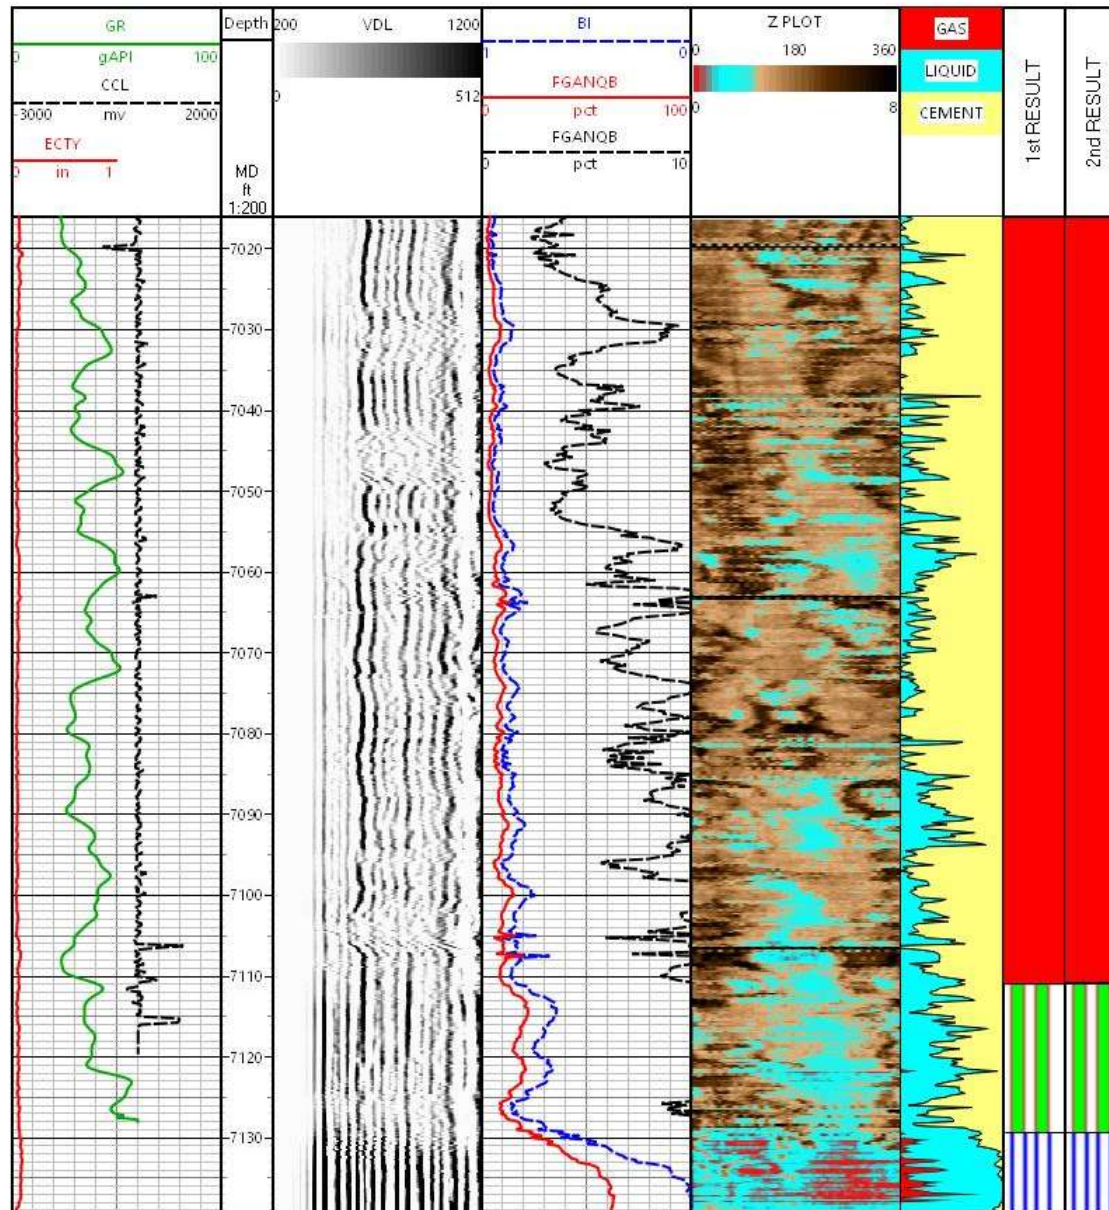 GR
0 gAPI 100
CCL
-3000 mv 2000
ECTY
0 in 1
Depth
MD
ft
1:200
200 VDL 1200
0 512
BI
1 0
FGANQB
0 pct 100
FGANQB
0 pct 10
Z PLOT
0 180 360
0 8
GAS
LIQUID
CEMENT
1st RESULT
2nd RESULT
7020
7030
7040
7050
7060
7070
7080
7090
7100
7110
7120
7130